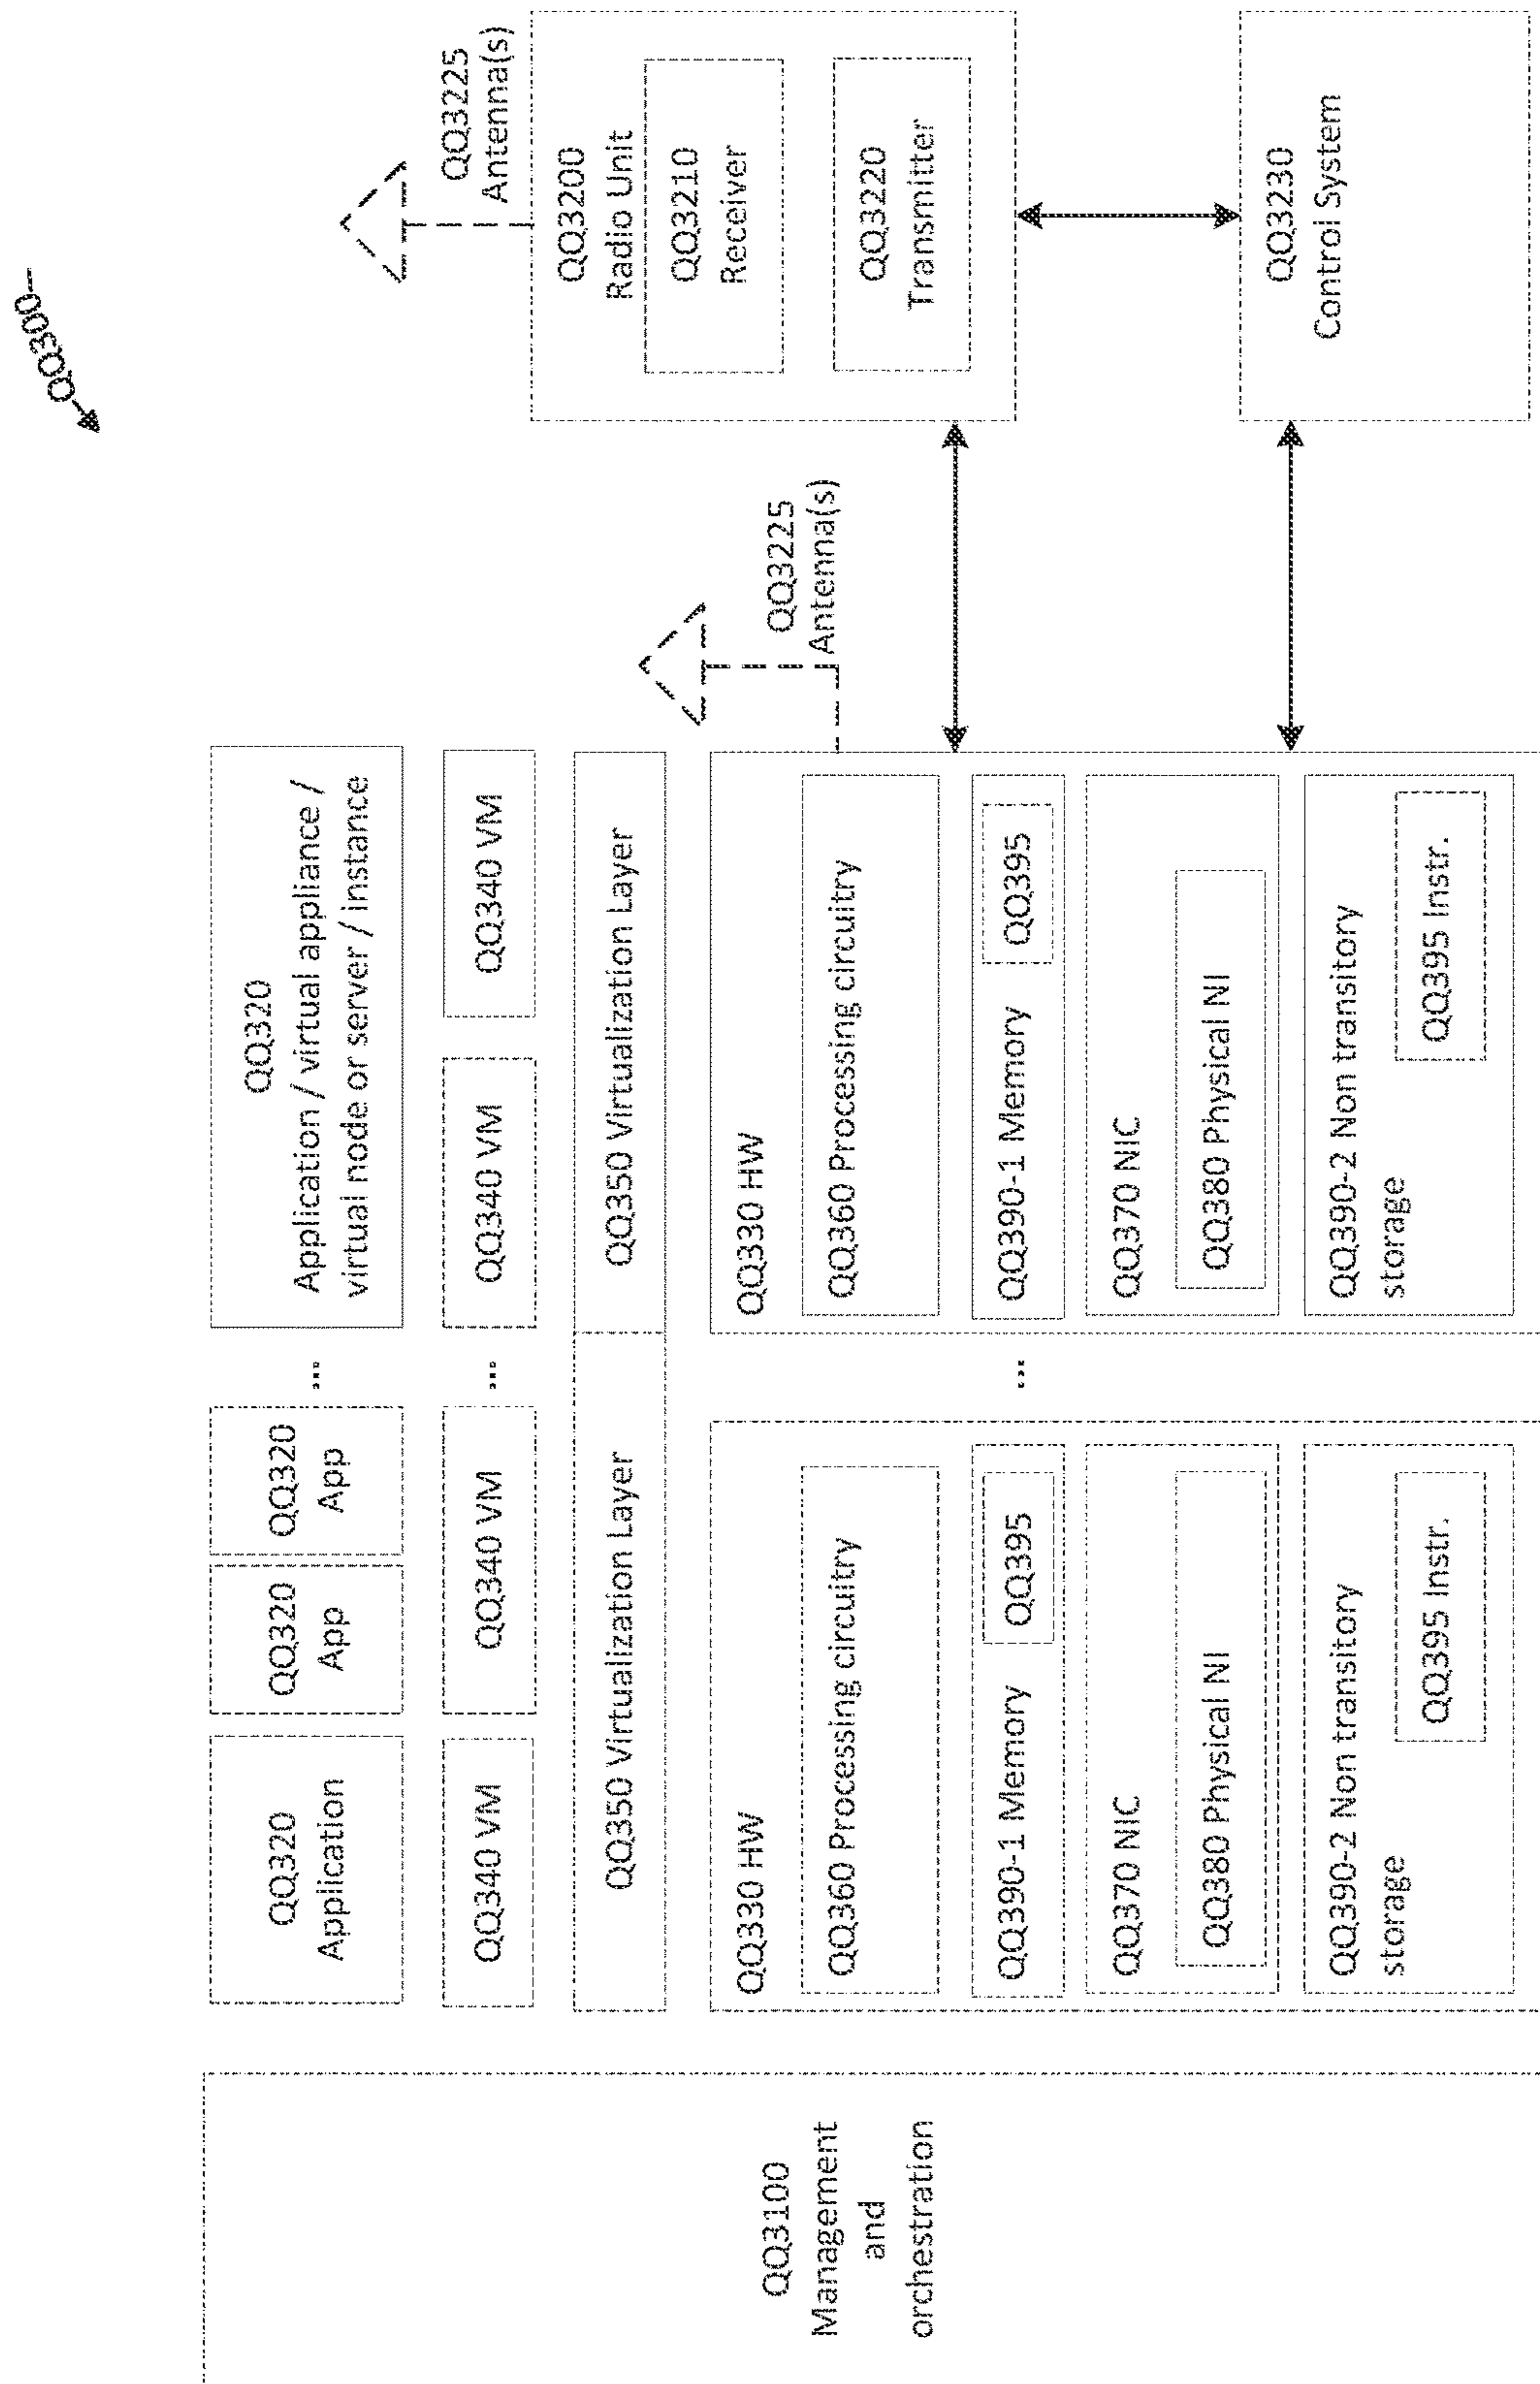 QQ300
QQ3100
Management
and
orchestration
QQ320
Application
QQ320
App
QQ320
App
...
QQ320
Application / virtual appliance /
virtual node or server / instance
QQ340 VM
QQ340 VM
...
QQ340 VM
QQ340 VM
QQ350 Virtualization Layer
QQ350 Virtualization Layer
QQ330 HW
QQ360 Processing circuitry
QQ390-1 Memory
QQ395
QQ370 NIC
QQ380 Physical NI
QQ390-2 Non transitory
storage
QQ395 Instr.
...
QQ330 HW
QQ360 Processing circuitry
QQ390-1 Memory
QQ395
QQ370 NIC
QQ380 Physical NI
QQ390-2 Non transitory
storage
QQ395 Instr.
QQ3225
Antenna(s)
QQ3225
Antenna(s)
QQ3200
Radio Unit
QQ3210
Receiver
QQ3220
Transmitter
QQ3230
Control System